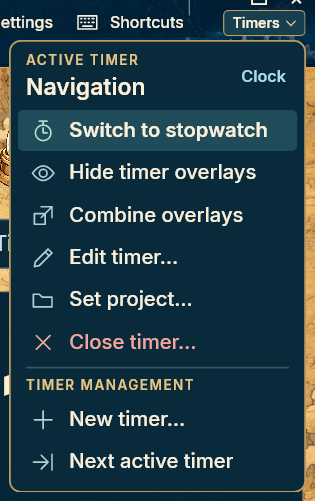 ettings
Shortcuts
Timers
ACTIVE TIMER
Navigation
Clock
Switch to stopwatch
Hide timer overlays
Combine overlays
Edit timer...
Set project...
Close timer...
TIMER MANAGEMENT
New timer...
Next active timer